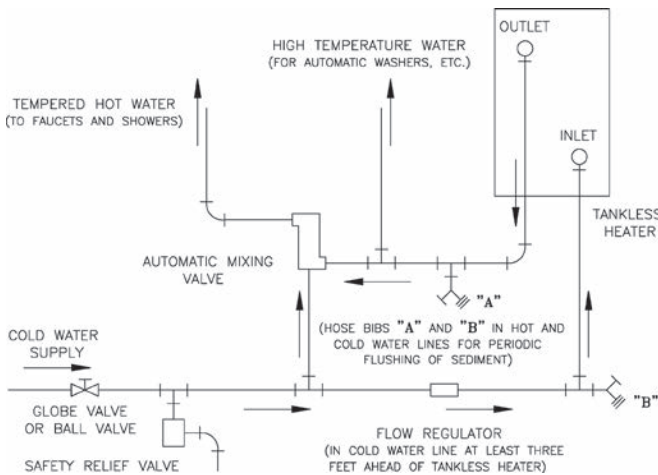 OUTLET
HIGH TEMPERATURE WATER
(FOR AUTOMATIC WASHERS, ETC.)
TEMPERED HOT WATER
(TO FAUCETS AND SHOWERS)
INLET
TANKLESS
HEATER
AUTOMATIC MIXING
VALVE
"A"
(HOSE BIBS "A" AND "B" IN HOT AND
COLD WATER LINES FOR PERIODIC
FLUSHING OF SEDIMENT)
COLD WATER
SUPPLY
GLOBE VALVE
OR BALL VALVE
"B"
FLOW REGULATOR
(IN COLD WATER LINE AT LEAST THREE
FEET AHEAD OF TANKLESS HEATER)
SAFETY RELIEF VALVE